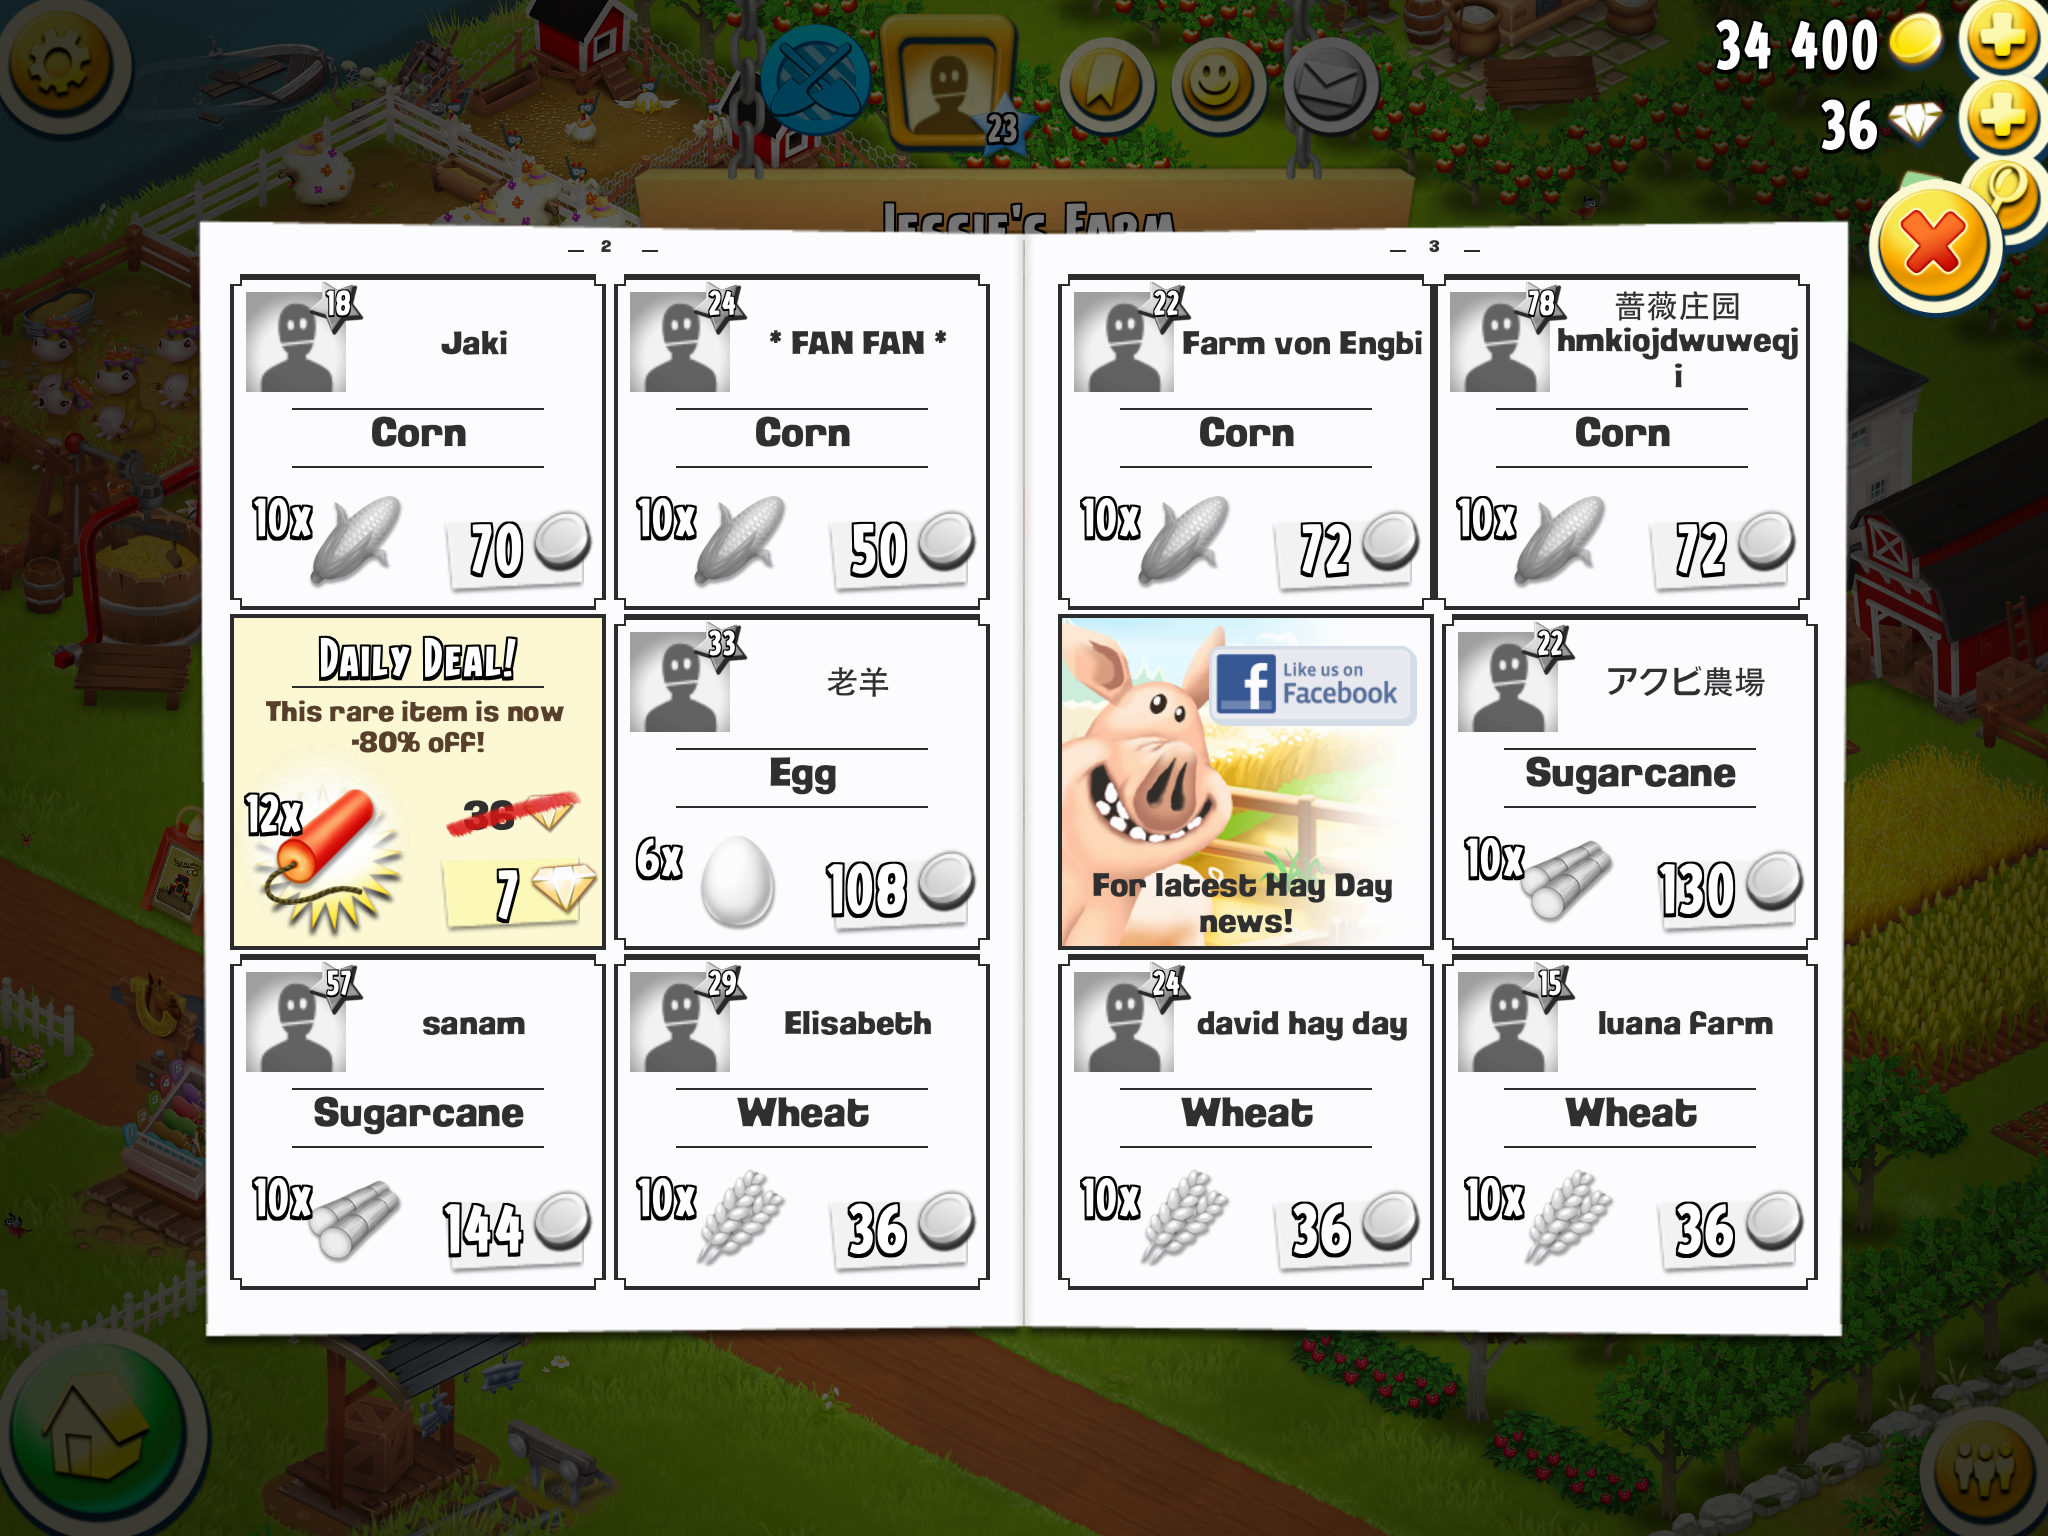 34 400
36
23
Jessie's Farm
2
3
18
Jaki
Corn
10x
70
24
* FAN FAN *
Corn
10x
50
Daily Deal!
This rare item is now
-80% off!
12x
36
7
33
老羊
Egg
6x
108
57
sanam
Sugarcane
10x
144
29
Elisabeth
Wheat
10x
36
22
Farm von Engbi
Corn
10x
72
78
蔷薇庄园
hmkiojdwuweqj
i
Corn
10x
72
Like us on
Facebook
For latest Hay Day
news!
22
アクビ農場
Sugarcane
10x
130
24
david hay day
Wheat
10x
36
15
luana farm
Wheat
10x
36